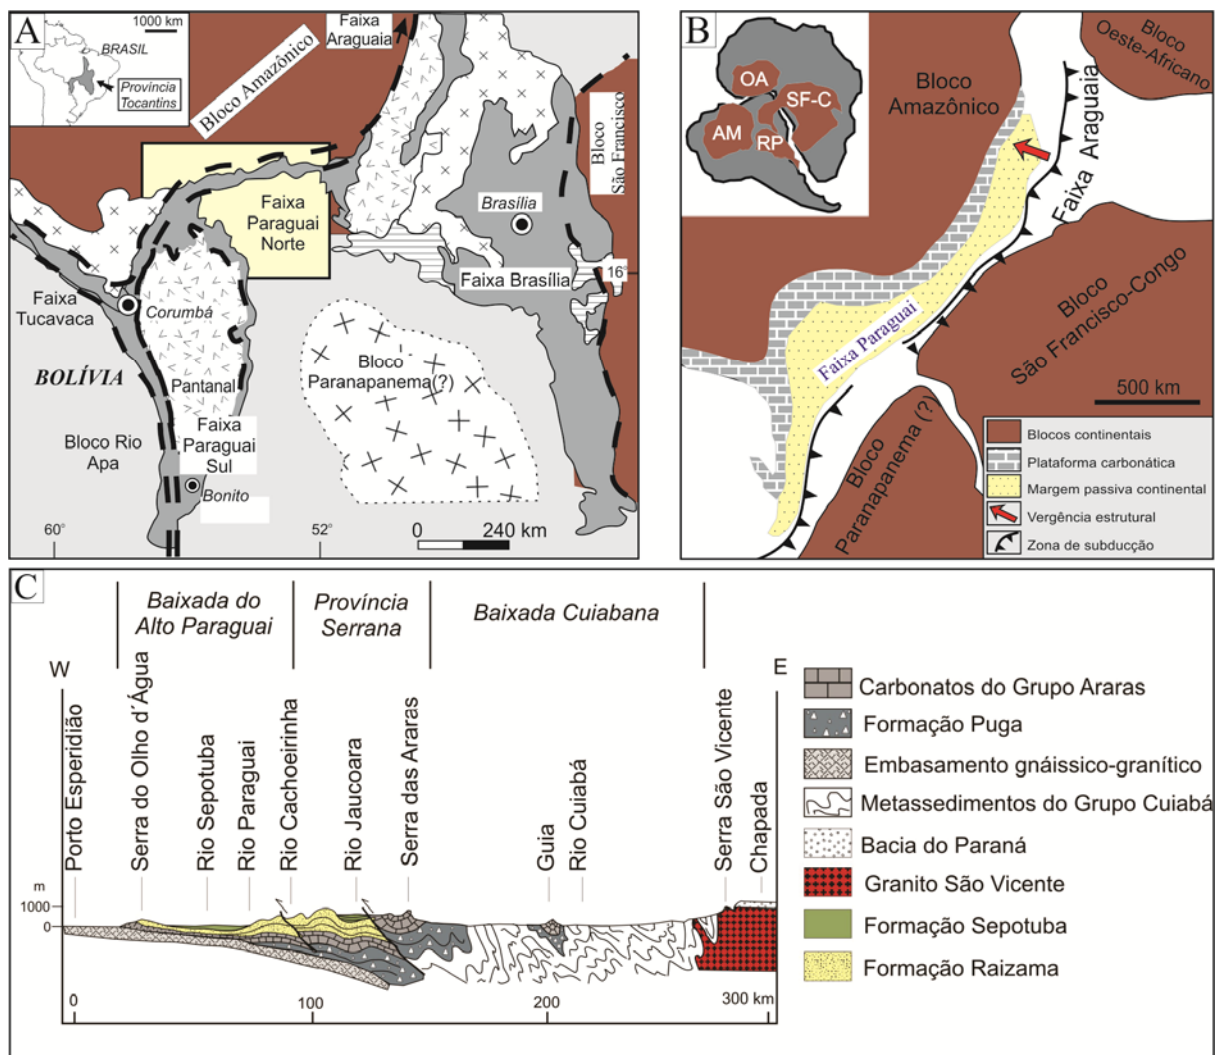 A
1000 km
BRASIL
Província
Tocantins
Bloco Amazônico
Faixa
Araguaia
Bloco
São Francisco
Brasília
Faixa
Paraguai
Norte
16°
Faixa Brasília
Faixa
Tucavaca
Corumbá
BOLÍVIA
Pantanal
Bloco
Paranapanema(?)
Bloco Rio
Apa
Faixa
Paraguai
Sul
Bonito
60°
52°
0 240 km
B
OA
SF-C
AM
RP
Bloco
Amazônico
Bloco
Oeste-Africano
Faixa Araguaia
Faixa Paraguai
Bloco
São Francisco-Congo
Bloco
Paranapanema (?)
500 km
Blocos continentais
Plataforma carbonática
Margem passiva continental
Vergência estrutural
Zona de subducção
C
Baixada do
Alto Paraguai
Província
Serrana
Baixada Cuiabana
W
E
Porto Esperidião
Serra do Olho d´Água
Rio Sepotuba
Rio Paraguai
Rio Cachoeirinha
Rio Jaucoara
Serra das Araras
Guia
Rio Cuiabá
Serra São Vicente
Chapada
m
1000
0
0 100 200 300 km
Carbonatos do Grupo Araras
Formação Puga
Embasamento gnáissico-granítico
Metassedimentos do Grupo Cuiabá
Bacia do Paraná
Granito São Vicente
Formação Sepotuba
Formação Raizama